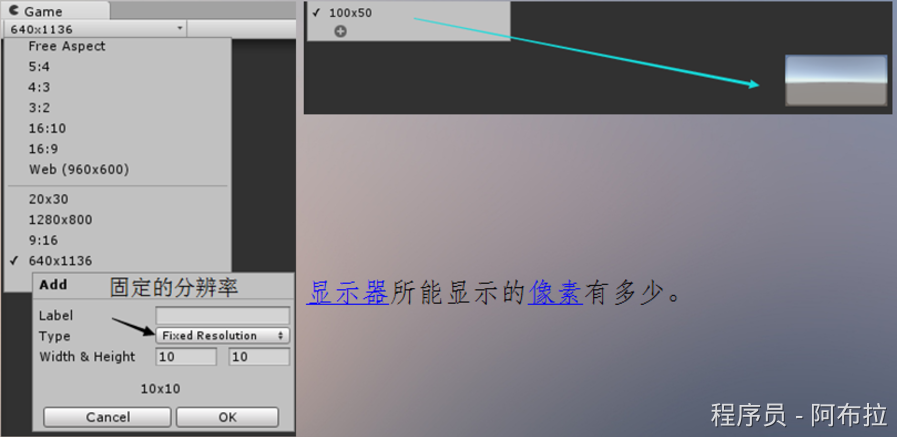 Game
640x1136
Free Aspect
5:4
4:3
3:2
16:10
16:9
Web (960x600)
20x30
1280x800
9:16
✓ 640x1136
Add 固定的分辨率
Label
Type Fixed Resolution
Width & Height 10 10
10x10
Cancel OK
✓ 100x50
显示器所能显示的像素有多少。
程序员 - 阿布拉